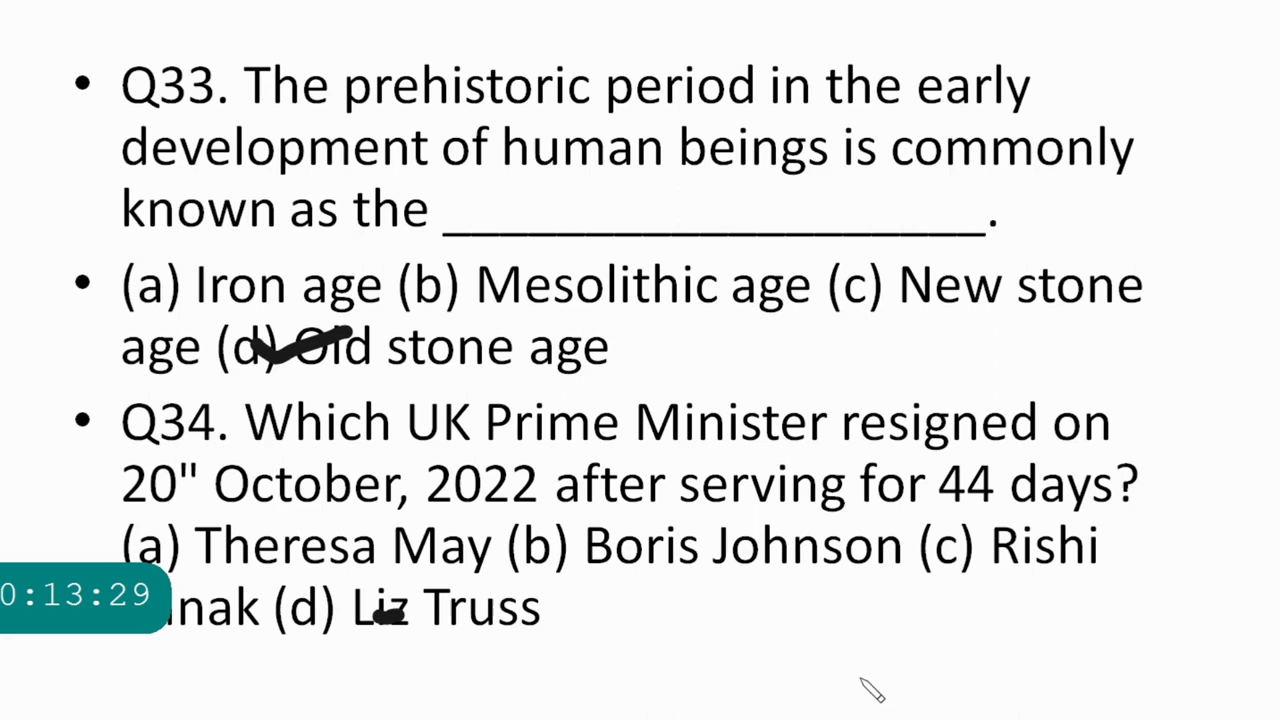 • Q33. The prehistoric period in the early
development of human beings is commonly
known as the ___________________.
• (a) Iron age (b) Mesolithic age (c) New stone
age (d) Old stone age
• Q34. Which UK Prime Minister resigned on
20" October, 2022 after serving for 44 days?
(a) Theresa May (b) Boris Johnson (c) Rishi
nak (d) Liz Truss
0:13:29